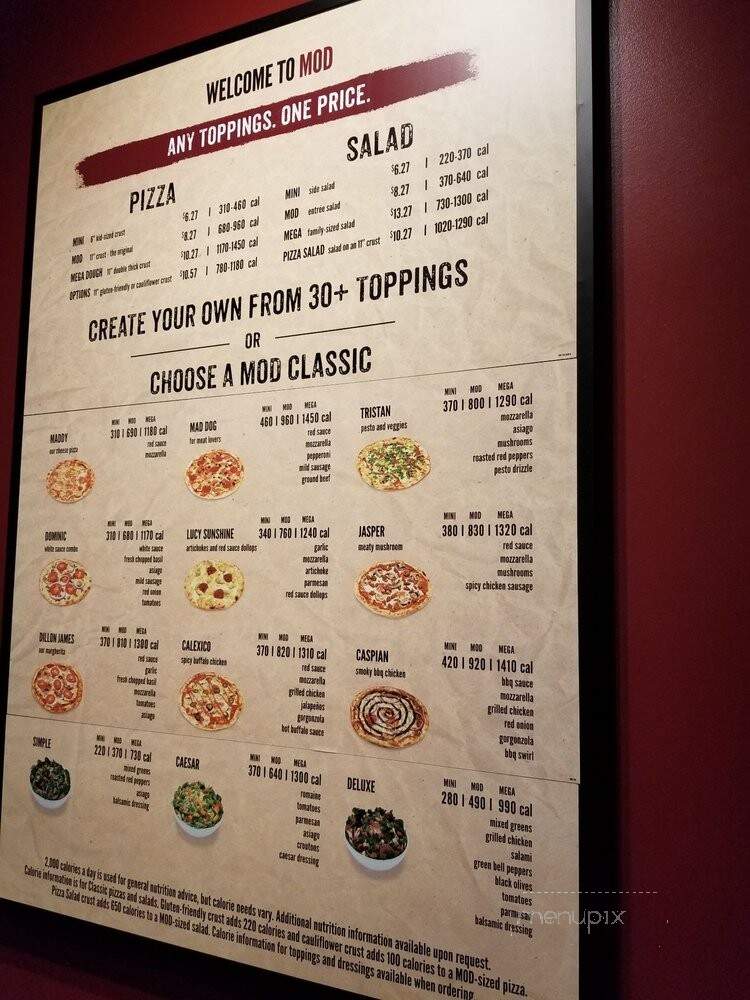 WELCOME TO MOD
ANY TOPPINGS. ONE PRICE.
PIZZA
MINI 6" kid-sized crust $6.27 | 310-460 cal
MOD 11" crust - the original $8.27 | 680-960 cal
MEGA DOUGH 11" double thick crust $10.27 | 1170-1450 cal
OPTIONS 11" gluten-friendly or cauliflower crust $10.57 | 780-1180 cal
SALAD
MINI side salad $6.27 | 220-370 cal
MOD entrée salad $8.27 | 370-640 cal
MEGA family-sized salad $13.27 | 730-1300 cal
PIZZA SALAD salad on an 11" crust $10.27 | 1020-1290 cal
CREATE YOUR OWN FROM 30+ TOPPINGS
OR
CHOOSE A MOD CLASSIC
MADDY
our cheese pizza
MINI MOD MEGA
310 | 690 | 1180 cal
red sauce
mozzarella
MAD DOG
for meat lovers
MINI MOD MEGA
460 | 960 | 1450 cal
red sauce
mozzarella
pepperoni
mild sausage
ground beef
TRISTAN
pesto and veggies
MINI MOD MEGA
370 | 800 | 1290 cal
mozzarella
asiago
mushrooms
roasted red peppers
pesto drizzle
DOMINIC
white sauce combo
MINI MOD MEGA
310 | 680 | 1170 cal
white sauce
fresh chopped basil
asiago
mild sausage
red onion
tomatoes
LUCY SUNSHINE
artichokes and red sauce dollops
MINI MOD MEGA
340 | 760 | 1240 cal
garlic
mozzarella
artichoke
parmesan
red sauce dollops
JASPER
meaty mushroom
MINI MOD MEGA
380 | 830 | 1320 cal
red sauce
mozzarella
mushrooms
spicy chicken sausage
DILLON JAMES
our margherita
MINI MOD MEGA
370 | 810 | 1300 cal
red sauce
garlic
fresh chopped basil
mozzarella
tomatoes
asiago
CALEXICO
spicy buffalo chicken
MINI MOD MEGA
370 | 820 | 1310 cal
red sauce
mozzarella
grilled chicken
jalapeños
gorgonzola
hot buffalo sauce
CASPIAN
smoky bbq chicken
MINI MOD MEGA
420 | 920 | 1410 cal
bbq sauce
mozzarella
grilled chicken
red onion
gorgonzola
bbq swirl
SIMPLE
MINI MOD MEGA
220 | 370 | 730 cal
mixed greens
roasted red peppers
asiago
balsamic dressing
CAESAR
MINI MOD MEGA
370 | 640 | 1300 cal
romaine
tomatoes
parmesan
asiago
croutons
caesar dressing
DELUXE
MINI MOD MEGA
280 | 490 | 990 cal
mixed greens
grilled chicken
salami
green bell peppers
black olives
tomatoes
parmesan
balsamic dressing
2,000 calories a day is used for general nutrition advice, but calorie needs vary. Additional nutrition information available upon request.
Calorie information is for Classic pizzas and salads. Gluten-friendly crust adds 220 calories and cauliflower crust adds 100 calories to a MOD-sized pizza.
Pizza Salad crust adds 650 calories to a MOD-sized salad. Calorie information for toppings and dressings available when ordering
menupix